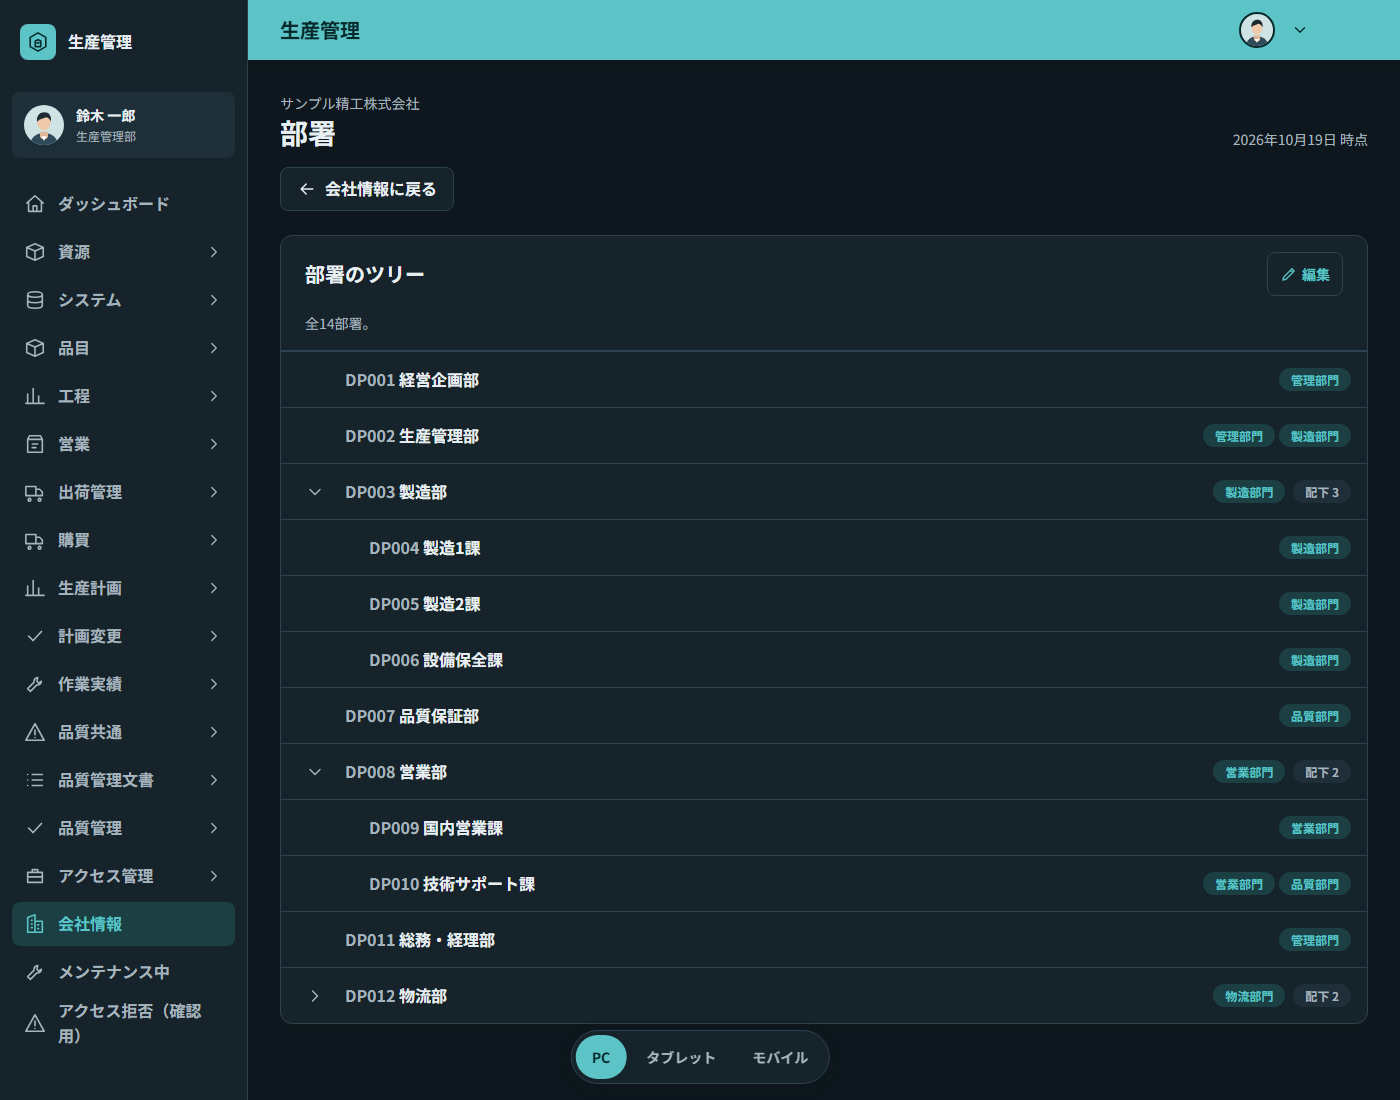 生産管理
鈴木 一郎
生産管理部
ダッシュボード
資源
システム
品目
工程
営業
出荷管理
購買
生産計画
計画変更
作業実績
品質共通
品質管理文書
品質管理
アクセス管理
会社情報
メンテナンス中
アクセス拒否（確認
用）
生産管理
サンプル精工株式会社
部署
2026年10月19日 時点
会社情報に戻る
部署のツリー
編集
全14部署。
DP001 経営企画部 管理部門
DP002 生産管理部 管理部門 製造部門
DP003 製造部 製造部門 配下 3
DP004 製造1課 製造部門
DP005 製造2課 製造部門
DP006 設備保全課 製造部門
DP007 品質保証部 品質部門
DP008 営業部 営業部門 配下 2
DP009 国内営業課 営業部門
DP010 技術サポート課 営業部門 品質部門
DP011 総務・経理部 管理部門
DP012 物流部 物流部門 配下 2
PC タブレット モバイル